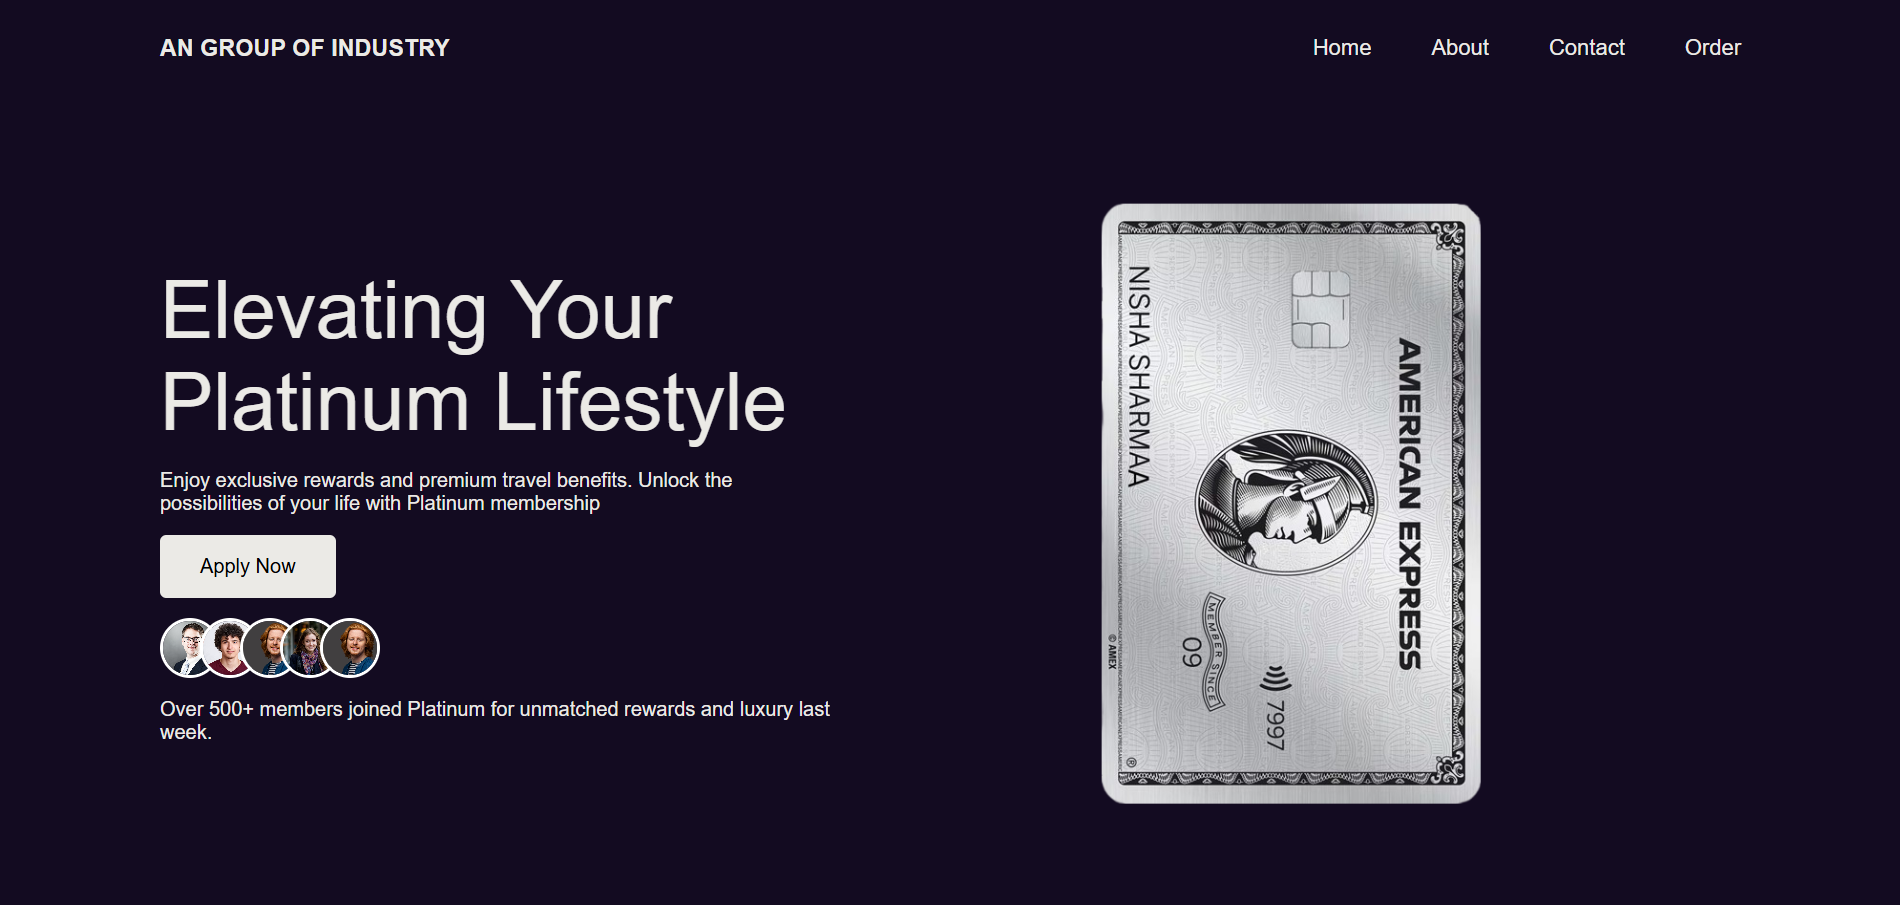 AN GROUP OF INDUSTRY
Home
About
Contact
Order
Elevating Your
Platinum Lifestyle
Enjoy exclusive rewards and premium travel benefits. Unlock the
possibilities of your life with Platinum membership
Apply Now
Over 500+ members joined Platinum for unmatched rewards and luxury last
week.
AMERICAN EXPRESS
7997
MEMBER SINCE
09
NISHA SHARMAA
© AMEX
®